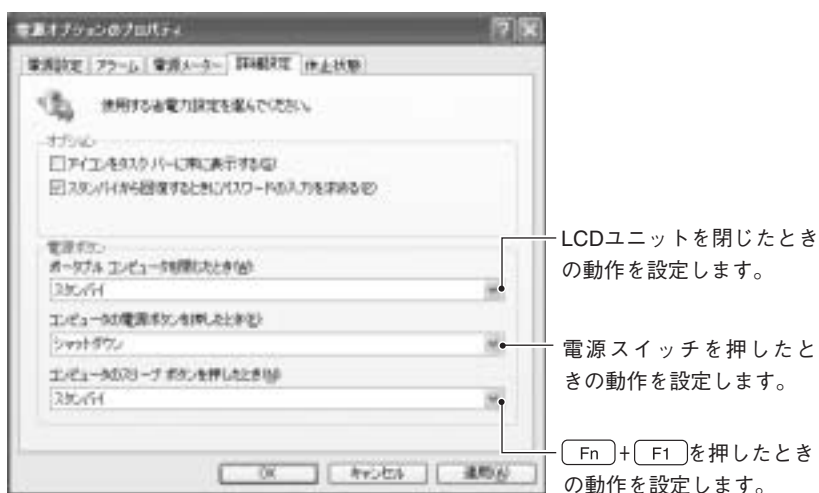 電源オプションのプロパティ
電源設定 アラーム 電源メーター 詳細設定 休止状態
使用する省電力設定を選んでください。
オプション
アイコンをタスク バーに常に表示する(G)
スタンバイから回復するときにパスワードの入力を求める(P)
電源ボタン
ポータブル コンピュータを閉じたとき(W)
スタンバイ
コンピュータの電源ボタンを押したとき(E)
シャットダウン
コンピュータのスリープ ボタンを押したとき(M)
スタンバイ
OK キャンセル 適用(A)
LCDユニットを閉じたとき
の動作を設定します。
電源スイッチを押したと
きの動作を設定します。
Fn + F1 を押したとき
の動作を設定します。